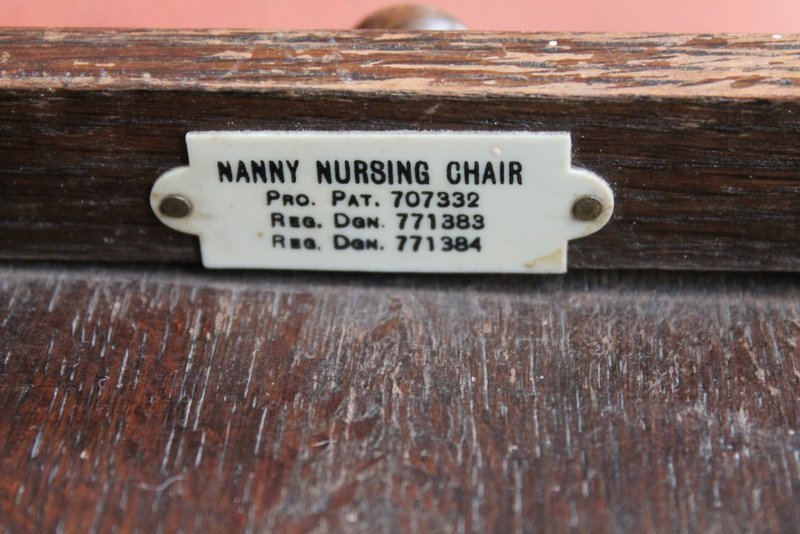 NANNY NURSING CHAIR
PRO. PAT. 707332
REG. DGN. 771383
REG. DGN. 771384